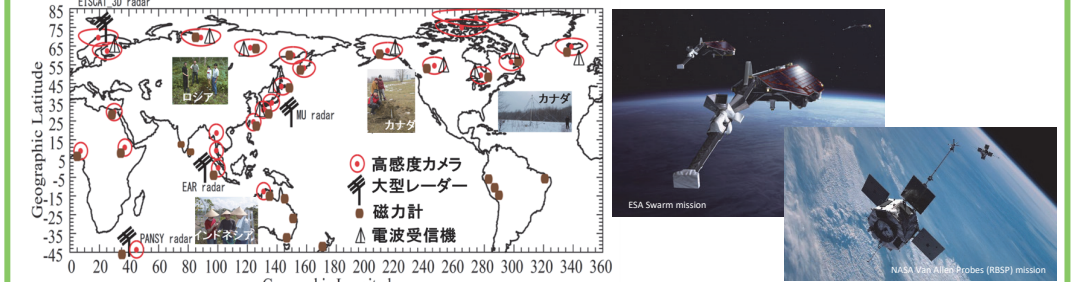 EISCAT_3D radar
Geographic Latitude
85
75
65
55
45
35
25
15
5
-5
-15
-25
-35
-45
0 20 40 60 80 100 120 140 160 180 200 220 240 260 280 300 320 340 360
ロシア
カナダ
カナダ
MU radar
EAR radar
インドネシア
PANSY radar
高感度カメラ
大型レーダー
磁力計
電波受信機
ESA Swarm mission
NASA Van Allen Probes (RBSP) mission